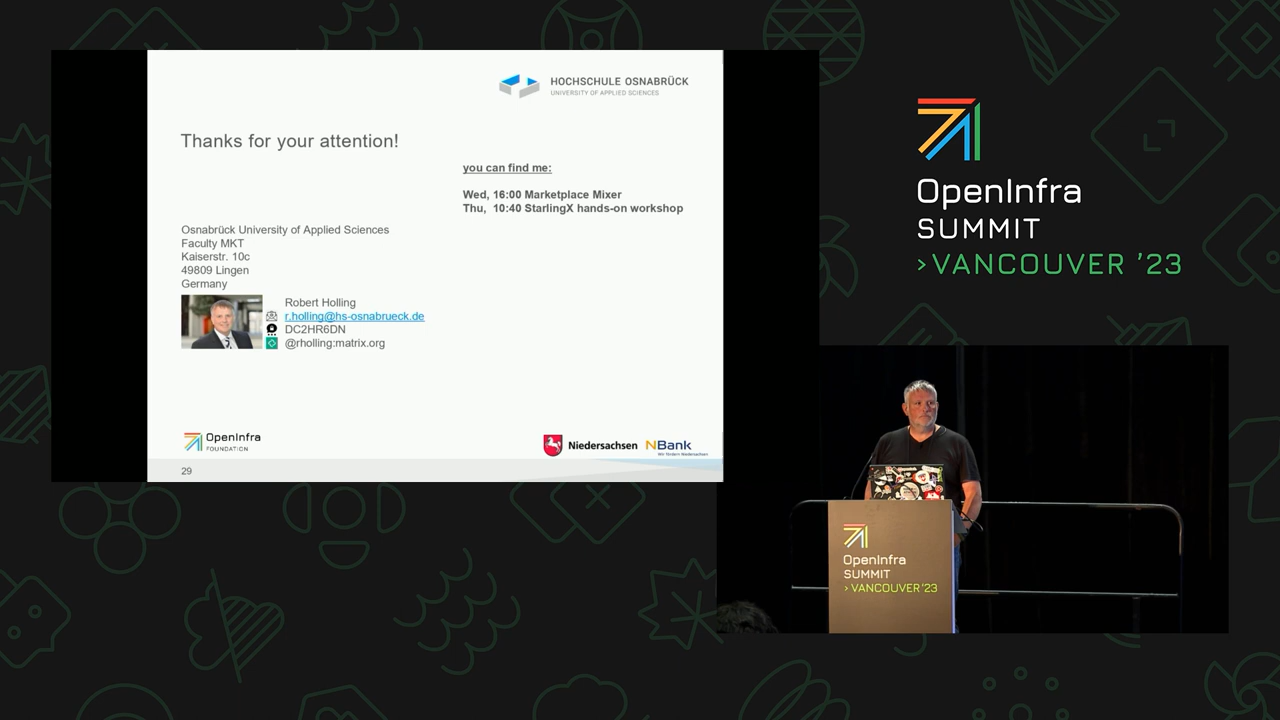 HOCHSCHULE OSNABRÜCK
UNIVERSITY OF APPLIED SCIENCES
Thanks for your attention!
you can find me:
Wed, 16:00 Marketplace Mixer
Thu, 10:40 StarlingX hands-on workshop
Osnabrück University of Applied Sciences
Faculty MKT
Kaiserstr. 10c
49809 Lingen
Germany
Robert Holling
r.holling@hs-osnabrueck.de
DC2HR6DN
@rholling:matrix.org
OpenInfra
FOUNDATION
Niedersachsen
NBank
Wir fördern Niedersachsen
29
OpenInfra
SUMMIT
>VANCOUVER ’23
OpenInfra
SUMMIT
> VANCOUVER ’23